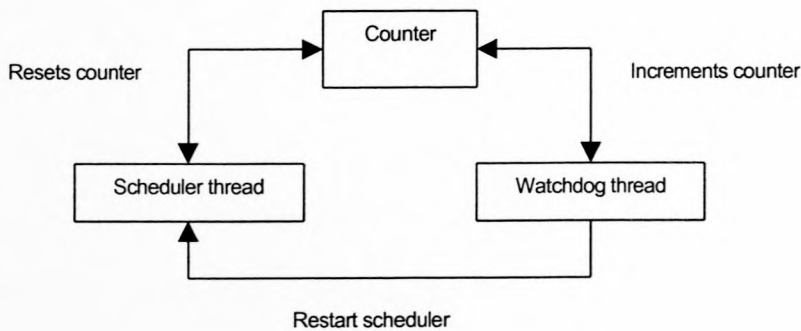 Counter
Resets counter
Increments counter
Scheduler thread
Watchdog thread
Restart scheduler